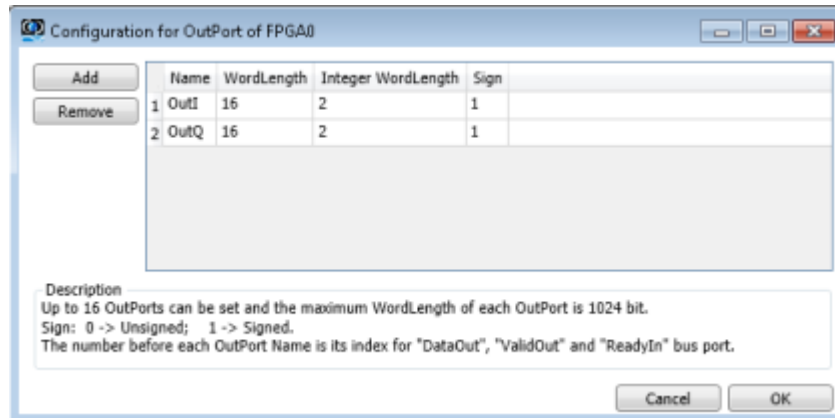 Configuration for OutPort of FPGA0
Add
Remove
Name WordLength Integer WordLength Sign
1 OutI 16 2 1
2 OutQ 16 2 1
Description
Up to 16 OutPorts can be set and the maximum WordLength of each OutPort is 1024 bit.
Sign: 0 -> Unsigned; 1 -> Signed.
The number before each OutPort Name is its index for "DataOut", "ValidOut" and "ReadyIn" bus port.
Cancel OK